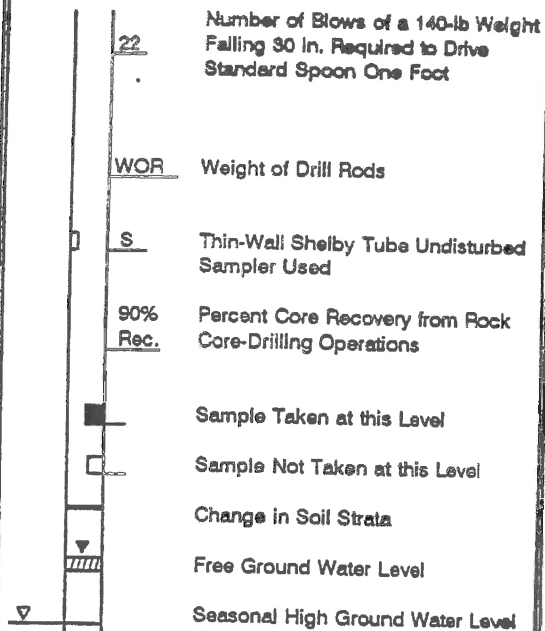 22
Number of Blows of a 140-lb Weight
Falling 30 in. Required to Drive
Standard Spoon One Foot
WOR
Weight of Drill Rods
S
Thin-Wall Shelby Tube Undisturbed
Sampler Used
90%
Rec.
Percent Core Recovery from Rock
Core-Drilling Operations
Sample Taken at this Level
Sample Not Taken at this Level
Change in Soil Strata
Free Ground Water Level
Seasonal High Ground Water Level